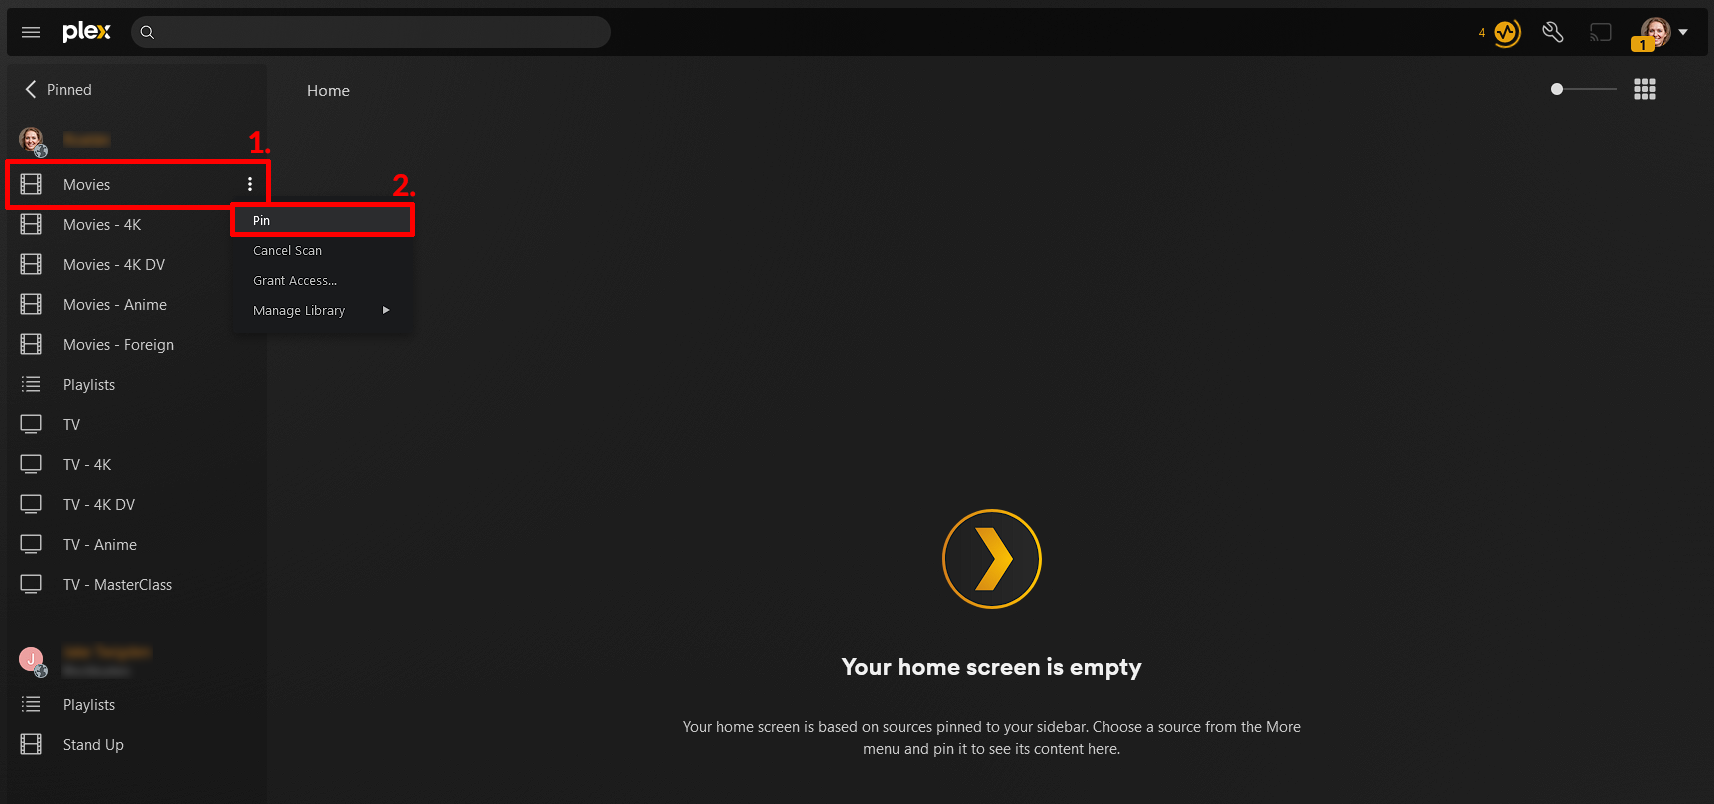 plex
4
1
Pinned
Home
1.
Movies
2.
Pin
Movies - 4K
Cancel Scan
Movies - 4K DV
Grant Access...
Movies - Anime
Manage Library
Movies - Foreign
Playlists
TV
TV - 4K
TV - 4K DV
TV - Anime
TV - MasterClass
J
Playlists
Stand Up
Your home screen is empty
Your home screen is based on sources pinned to your sidebar. Choose a source from the More
menu and pin it to see its content here.